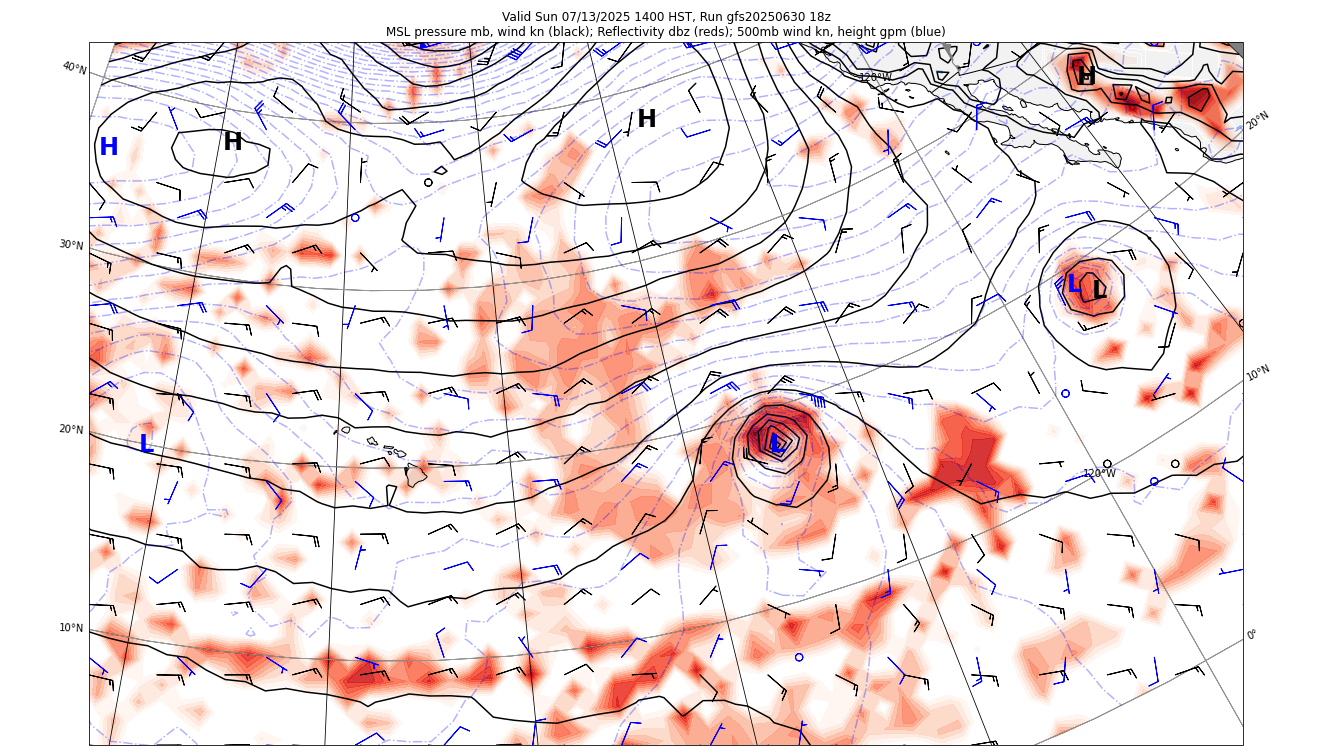 Valid Sun 07/13/2025 1400 HST, Run gfs20250630 18z
MSL pressure mb, wind kn (black); Reflectivity dbz (reds); 500mb wind kn, height gpm (blue)
40°N
120°W
H
20°N
H
H
H
30°N
L
L
10°N
20°N
L
L
120°W
10°N
0°